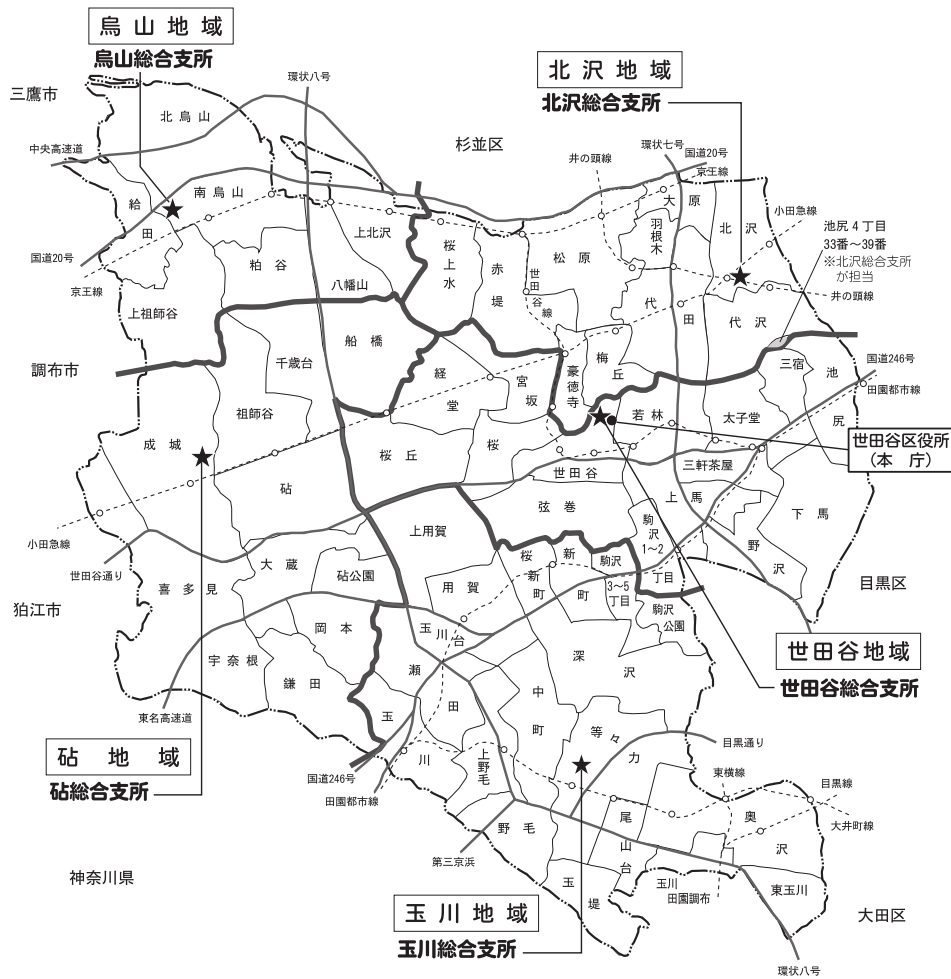 烏山地域
烏山総合支所
北沢地域
北沢総合支所
三鷹市
環状八号
北烏山
杉並区
中央高速道
井の頭線
環状七号
国道20号
京王線
給田
南烏山
大原
小田急線
羽根木
北沢
池尻4丁目
33番～39番
※北沢総合支所
が担当
上北沢
桜上水
赤堤
世田谷線
松原
国道20号
粕谷
京王線
八幡山
代田
井の頭線
上祖師谷
代沢
船橋
調布市
千歳台
経堂
宮坂
豪徳寺
梅丘
三宿
池尻
国道246号
田園都市線
祖師谷
若林
太子堂
成城
桜丘
桜
世田谷区役所
(本庁)
世田谷
三軒茶屋
砧
弦巻
上馬
下馬
上用賀
駒沢
1～2
丁目
小田急線
世田谷通り
大蔵
砧公園
桜新町
新町
駒沢
3～5
丁目
野沢
目黒区
喜多見
用賀
狛江市
岡本
玉川台
駒沢
公園
宇奈根
瀬田
深沢
世田谷地域
世田谷総合支所
鎌田
中町
東名高速道
玉川
等々力
目黒通り
砧地域
砧総合支所
上野毛
国道246号
田園都市線
東横線
目黒線
大井町線
尾山台
奥沢
野毛
第三京浜
神奈川県
玉堤
玉川
田園調布
東玉川
玉川地域
玉川総合支所
大田区
環状八号